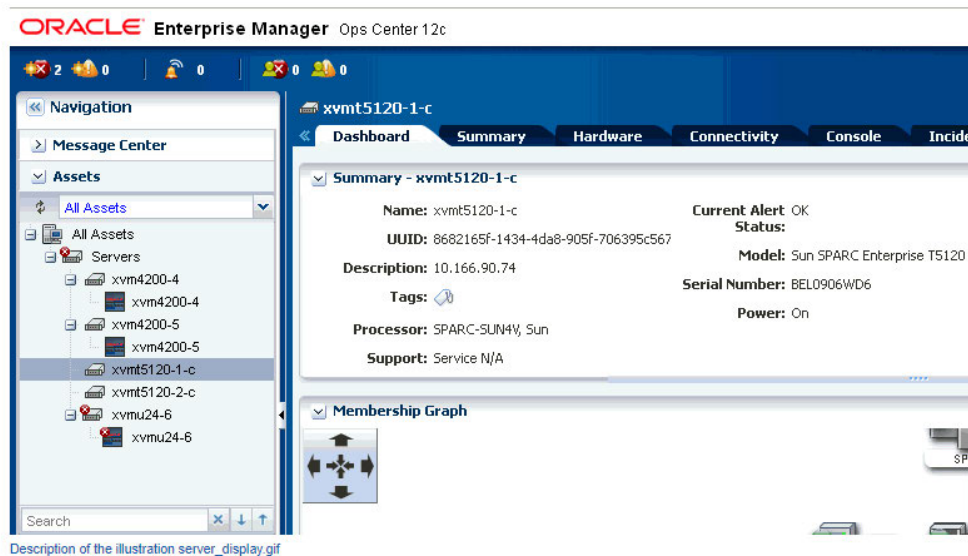 ORACLE Enterprise Manager Ops Center 12c
2 0 0 0 0
Navigation
Message Center
Assets
All Assets
All Assets
Servers
xvm4200-4
xvm4200-4
xvm4200-5
xvm4200-5
xvmt5120-1-c
xvmt5120-2-c
xvmu24-6
xvmu24-6
Search
xvmt5120-1-c
Dashboard Summary Hardware Connectivity Console Incide
Summary - xvmt5120-1-c
Name: xvmt5120-1-c
UUID: 8682165f-1434-4da8-905f-706395c567
Description: 10.166.90.74
Tags:
Processor: SPARC-SUN4V, Sun
Support: Service N/A
Current Alert OK
Status:
Model: Sun SPARC Enterprise T5120
Serial Number: BEL0906WD6
Power: On
Membership Graph
SP
Description of the illustration server_display.gif